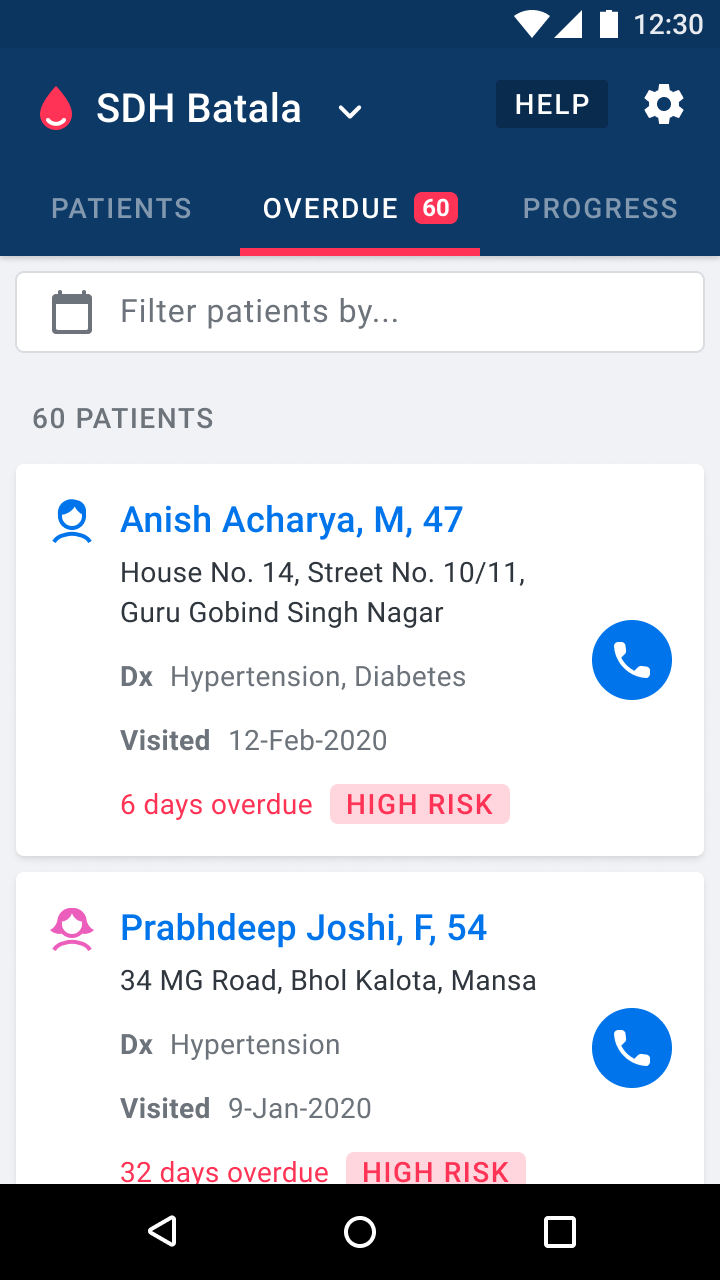 12:30
SDH Batala
HELP
PATIENTS OVERDUE 60 PROGRESS
Filter patients by...
60 PATIENTS
Anish Acharya, M, 47
House No. 14, Street No. 10/11,
Guru Gobind Singh Nagar
Dx Hypertension, Diabetes
Visited 12-Feb-2020
6 days overdue HIGH RISK
Prabhdeep Joshi, F, 54
34 MG Road, Bhol Kalota, Mansa
Dx Hypertension
Visited 9-Jan-2020
32 days overdue HIGH RISK